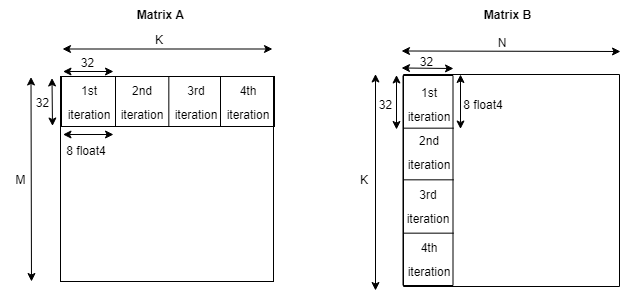 Matrix A
K
32
32
1st
iteration
2nd
iteration
3rd
iteration
4th
iteration
8 float4
M
Matrix B
N
32
32
1st
iteration
8 float4
2nd
iteration
K
3rd
iteration
4th
iteration